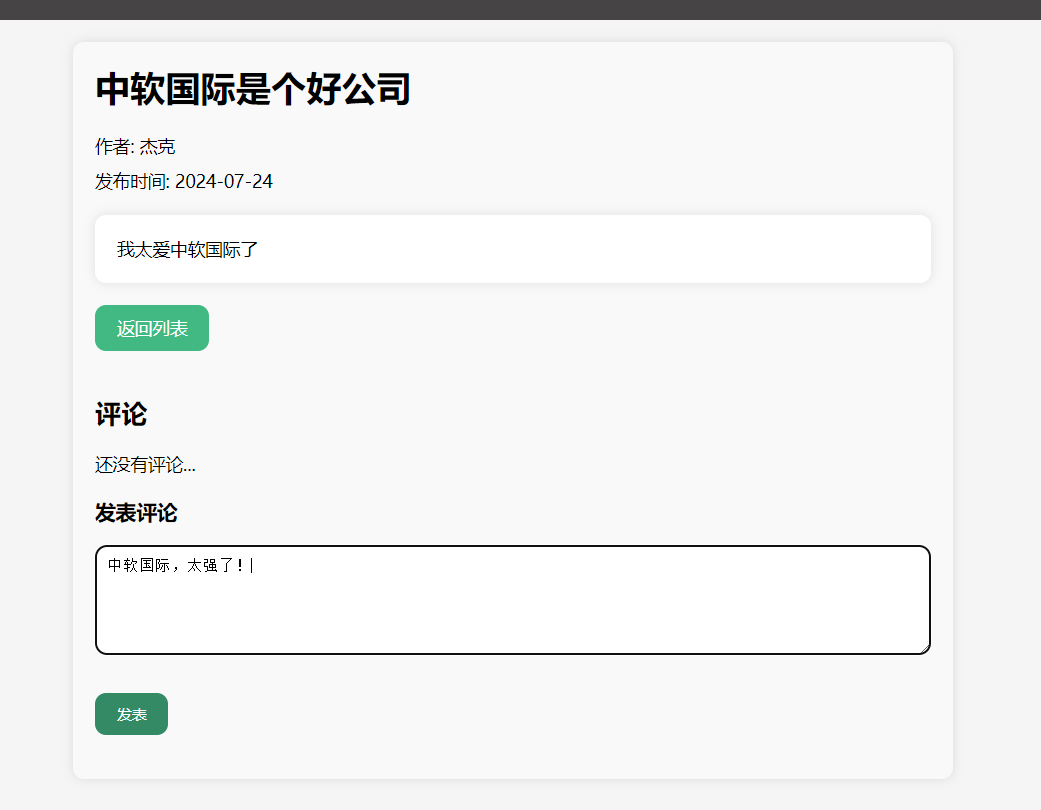 中软国际是个好公司
作者: 杰克
发布时间: 2024-07-24
我太爱中软国际了
返回列表
评论
还没有评论...
发表评论
中软国际，太强了！
发表